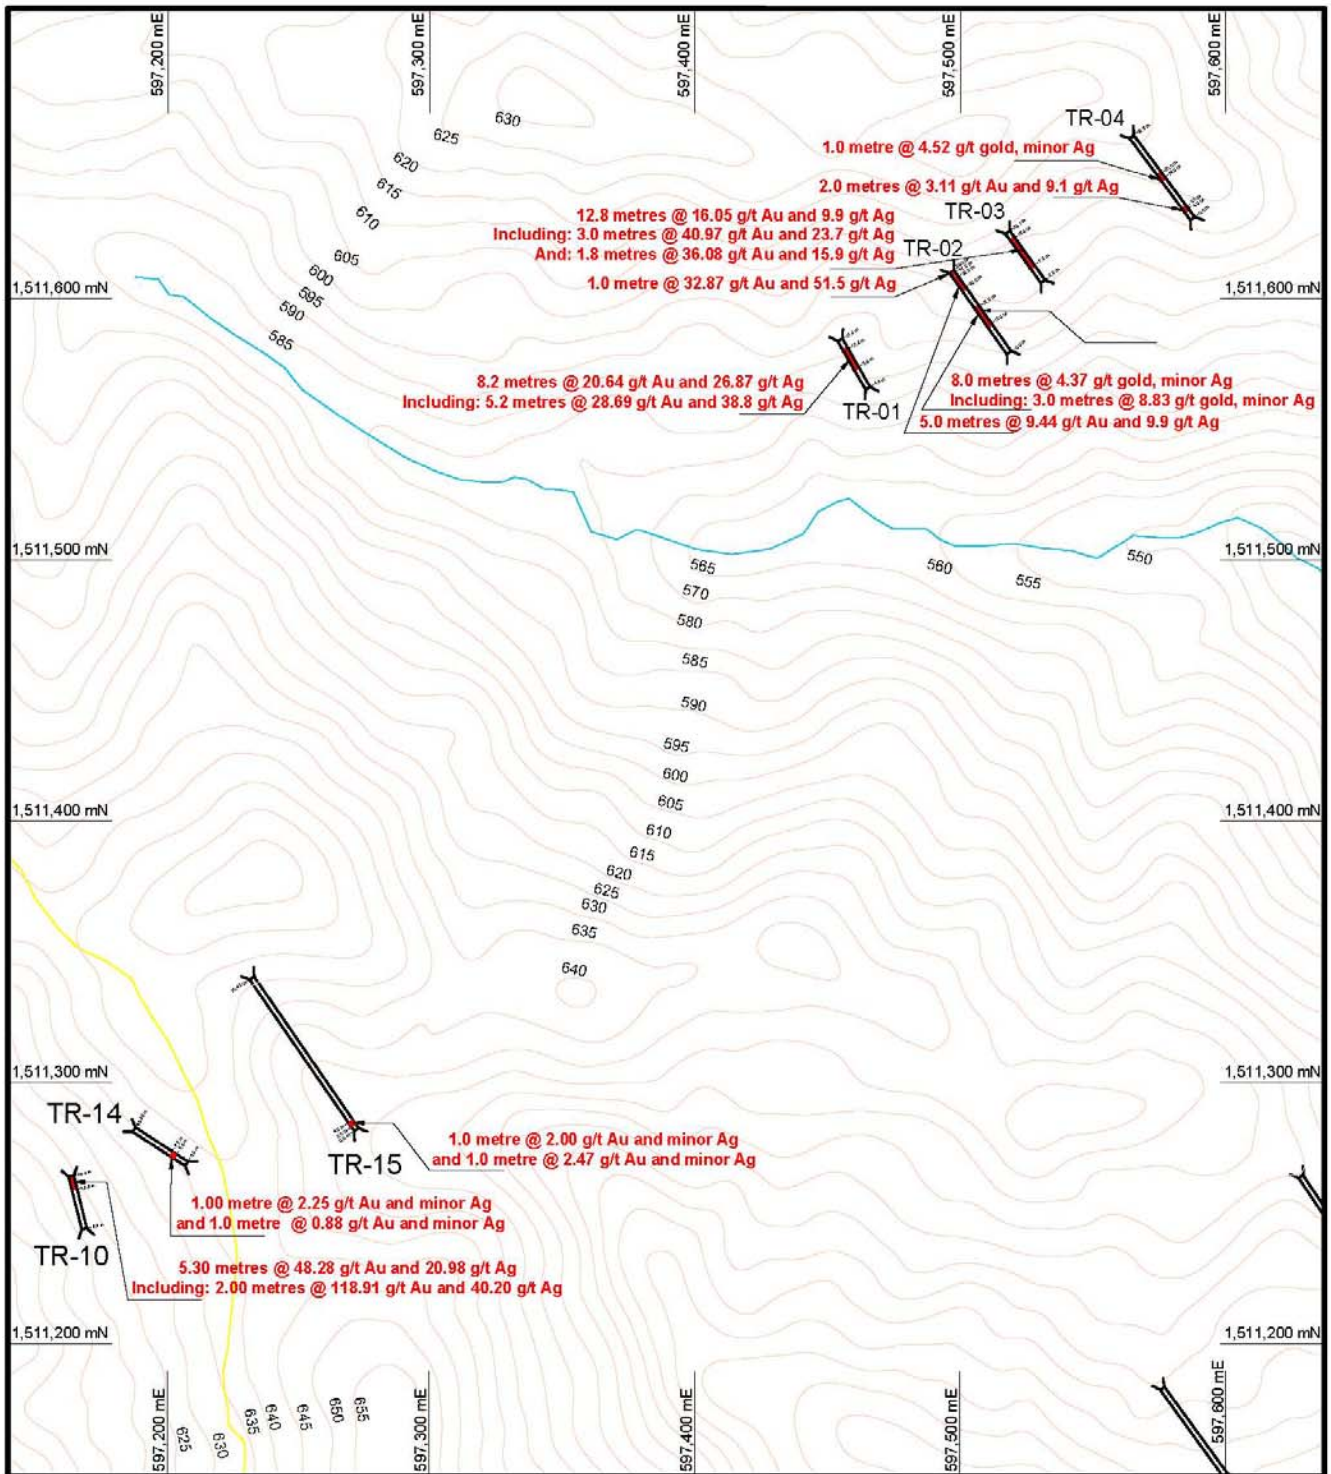 597,200 mE
597,300 mE
597,400 mE
597,500 mE
597,600 mE
630
625
620
615
610
605
600
595
590
585
TR-04
1.0 metre @ 4.52 g/t gold, minor Ag
2.0 metres @ 3.11 g/t Au and 9.1 g/t Ag
TR-03
12.8 metres @ 16.05 g/t Au and 9.9 g/t Ag
Including: 3.0 metres @ 40.97 g/t Au and 23.7 g/t Ag
And: 1.8 metres @ 36.08 g/t Au and 15.9 g/t Ag
TR-02
1.0 metre @ 32.87 g/t Au and 51.5 g/t Ag
1,511,600 mN
1,511,600 mN
8.2 metres @ 20.64 g/t Au and 26.87 g/t Ag
Including: 5.2 metres @ 28.69 g/t Au and 38.8 g/t Ag
TR-01
8.0 metres @ 4.37 g/t gold, minor Ag
Including: 3.0 metres @ 8.83 g/t gold, minor Ag
5.0 metres @ 9.44 g/t Au and 9.9 g/t Ag
1,511,500 mN
1,511,500 mN
565
560
555
550
570
580
585
590
595
600
605
610
615
620
625
630
635
640
1,511,400 mN
1,511,400 mN
1,511,300 mN
1,511,300 mN
TR-14
TR-15
1.0 metre @ 2.00 g/t Au and minor Ag
and 1.0 metre @ 2.47 g/t Au and minor Ag
1.00 metre @ 2.25 g/t Au and minor Ag
and 1.0 metre @ 0.88 g/t Au and minor Ag
TR-10
5.30 metres @ 48.28 g/t Au and 20.98 g/t Ag
Including: 2.00 metres @ 118.91 g/t Au and 40.20 g/t Ag
1,511,200 mN
1,511,200 mN
597,200 mE
625
630
635
640
645
650
655
597,300 mE
597,400 mE
597,500 mE
597,600 mE